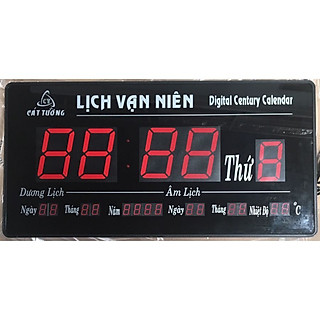 LỊCH VẠN NIÊN Digital Century Calendar
CÁT TƯỜNG
88:88 Thứ 8
Dương Lịch Âm Lịch
Ngày 88 Tháng 88 Năm 8888 Ngày 88 Tháng 88 Nhiệt Độ 88 °C